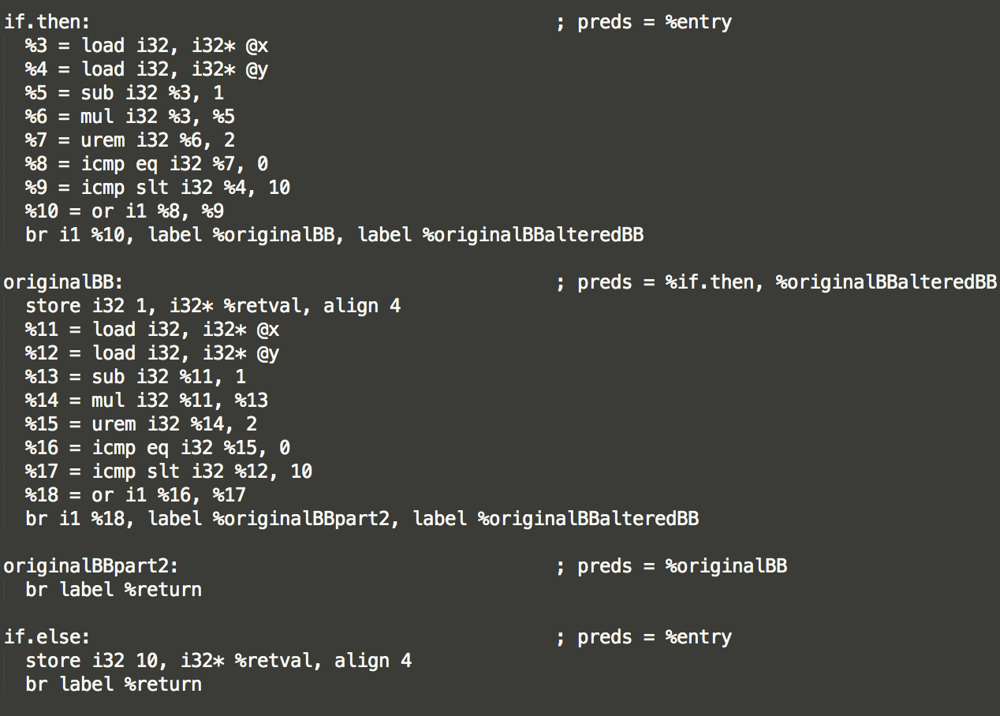 if.then:                                          ; preds = %entry
  %3 = load i32, i32* @x
  %4 = load i32, i32* @y
  %5 = sub i32 %3, 1
  %6 = mul i32 %3, %5
  %7 = urem i32 %6, 2
  %8 = icmp eq i32 %7, 0
  %9 = icmp slt i32 %4, 10
  %10 = or i1 %8, %9
  br i1 %10, label %originalBB, label %originalBBalteredBB

originalBB:                                       ; preds = %if.then, %originalBBalteredBB
  store i32 1, i32* %retval, align 4
  %11 = load i32, i32* @x
  %12 = load i32, i32* @y
  %13 = sub i32 %11, 1
  %14 = mul i32 %11, %13
  %15 = urem i32 %14, 2
  %16 = icmp eq i32 %15, 0
  %17 = icmp slt i32 %12, 10
  %18 = or i1 %16, %17
  br i1 %18, label %originalBBpart2, label %originalBBalteredBB

originalBBpart2:                                  ; preds = %originalBB
  br label %return

if.else:                                          ; preds = %entry
  store i32 10, i32* %retval, align 4
  br label %return